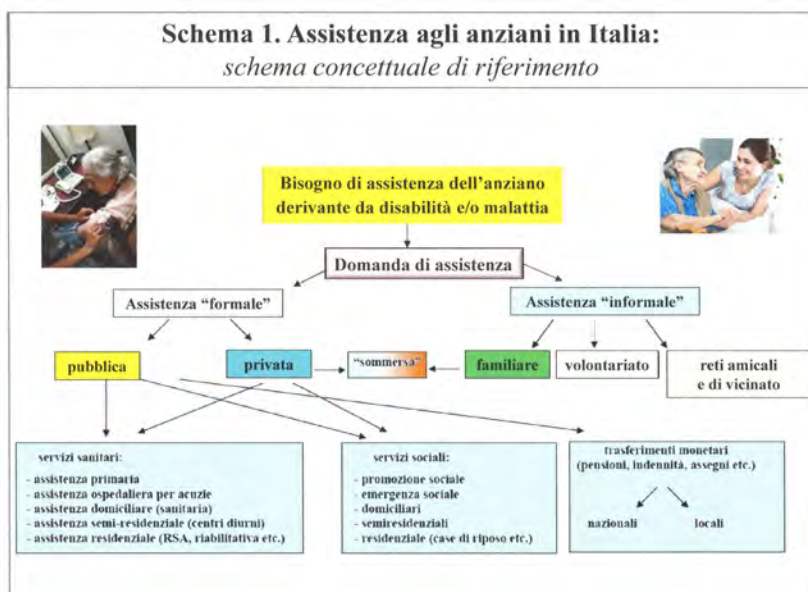 Schema 1. Assistenza agli anziani in Italia:
schema concettuale di riferimento
Bisogno di assistenza dell'anziano
derivante da disabilità e/o malattia
Domanda di assistenza
Assistenza "formale"
Assistenza "informale"
pubblica
privata
"sommersa"
familiare
volontariato
reti amicali
e di vicinato
servizi sanitari:
- assistenza primaria
- assistenza ospedaliera per acuzie
- assistenza domiciliare (sanitaria)
- assistenza semi-residenziale (centri diurni)
- assistenza residenziale (RSA, riabilitativa etc.)
servizi sociali:
- promozione sociale
- emergenza sociale
- domiciliari
- semiresidenziali
- residenziale (case di riposo etc.)
trasferimenti monetari
(pensioni, indennità, assegni etc.)
nazionali
locali